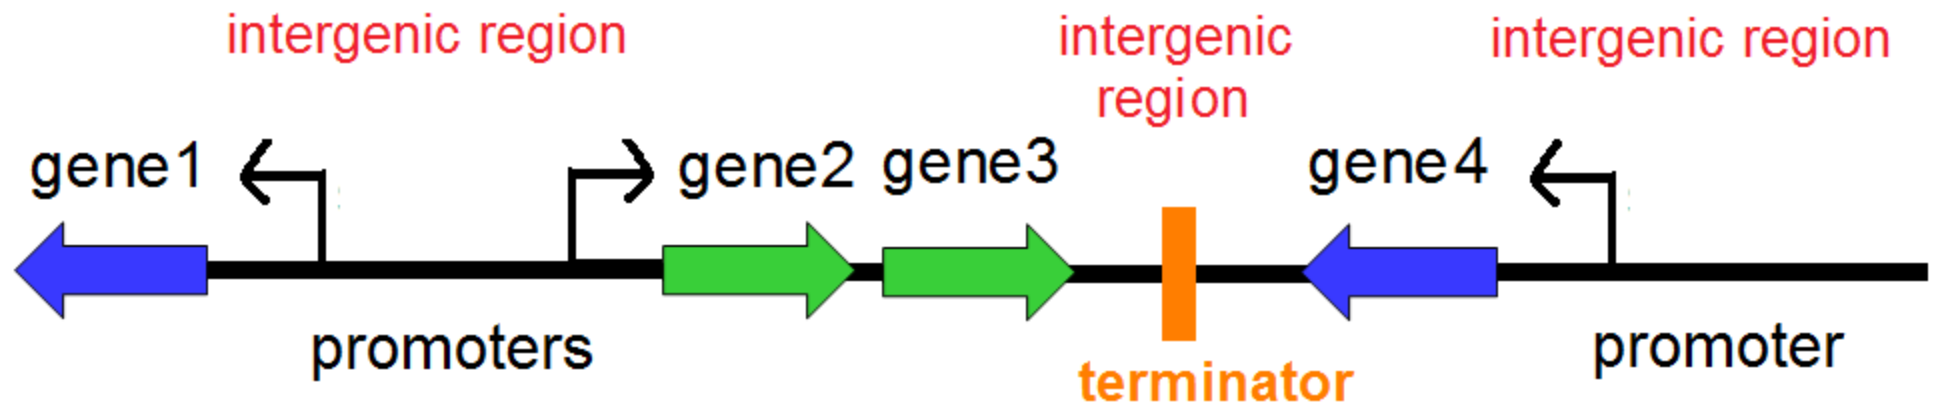 intergenic region
intergenic
region
intergenic region
gene1
gene2
gene3
gene4
promoters
terminator
promoter